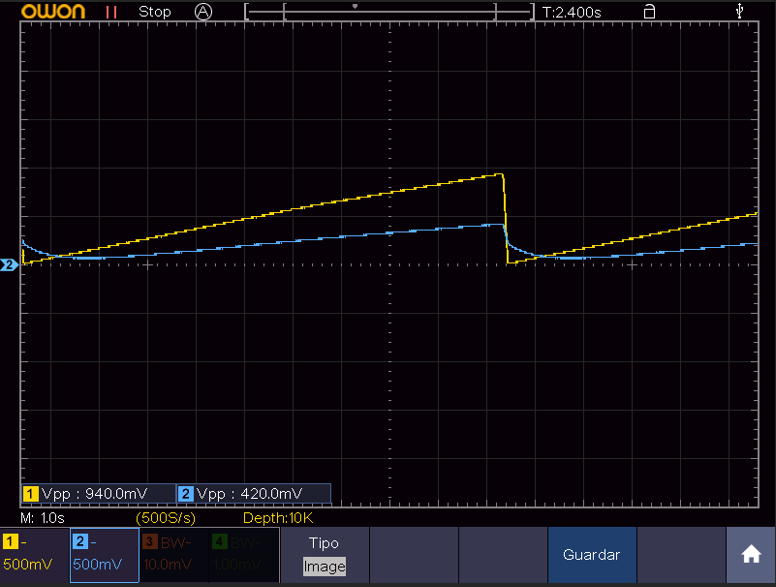 OWON Stop A T:2.400s
2
1 Vpp : 940.0mV 2 Vpp : 420.0mV
M: 1.0s (500S/s) Depth:10K
1 - 2 - 3 BW- 4 BW- Tipo
500mV 500mV 10.0mV 1.00mV Image
Guardar